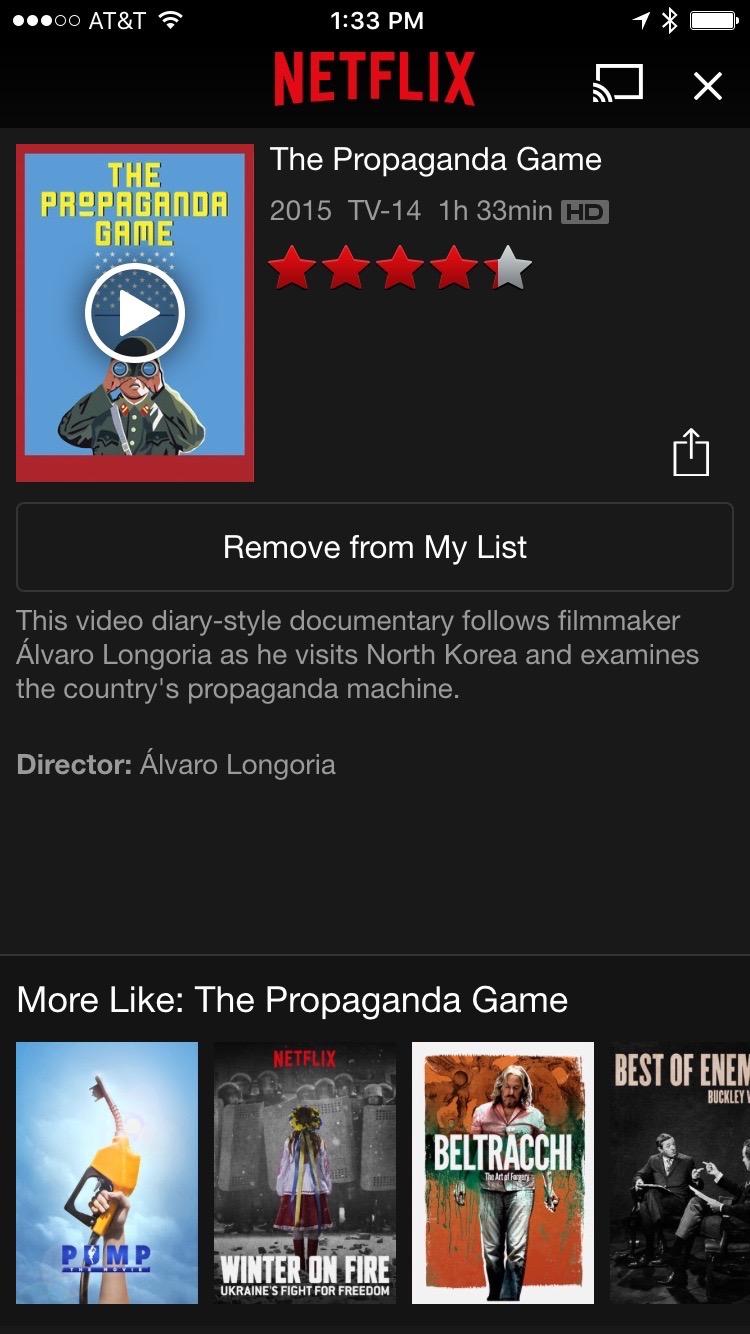 AT&T 1:33 PM
NETFLIX
THE
PROPAGANDA
GAME
The Propaganda Game
2015 TV-14 1h 33min HD
Remove from My List
This video diary-style documentary follows filmmaker
Álvaro Longoria as he visits North Korea and examines
the country's propaganda machine.
Director: Álvaro Longoria
More Like: The Propaganda Game
PUMP
THE MOVIE
NETFLIX
WINTER ON FIRE
UKRAINE'S FIGHT FOR FREEDOM
BELTRACCHI
The Art of Forgery
BEST OF ENEM
BUCKLEY V